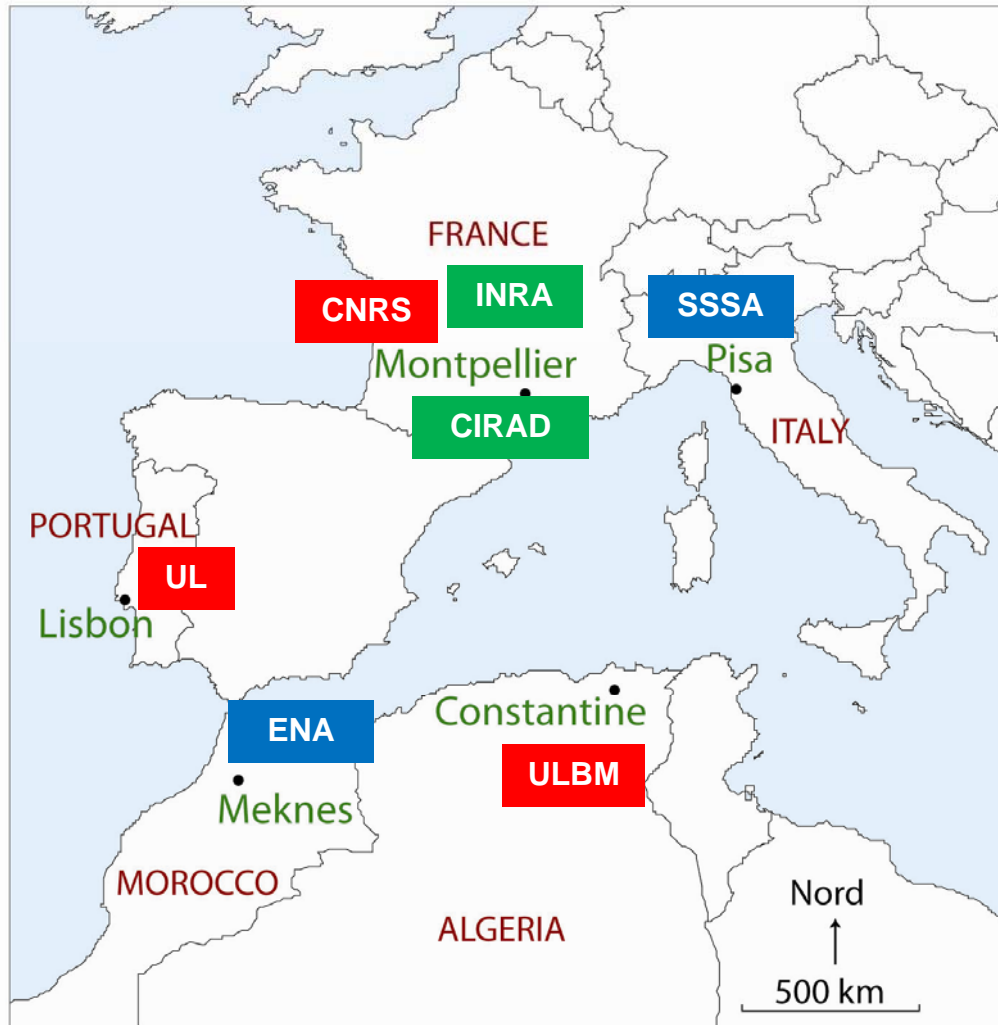 FRANCE
CNRS
INRA
SSSA
Montpellier
Pisa
CIRAD
ITALY
PORTUGAL
UL
Lisbon
ENA
Constantine
ULBM
Meknes
MOROCCO
Nord
ALGERIA
500 km